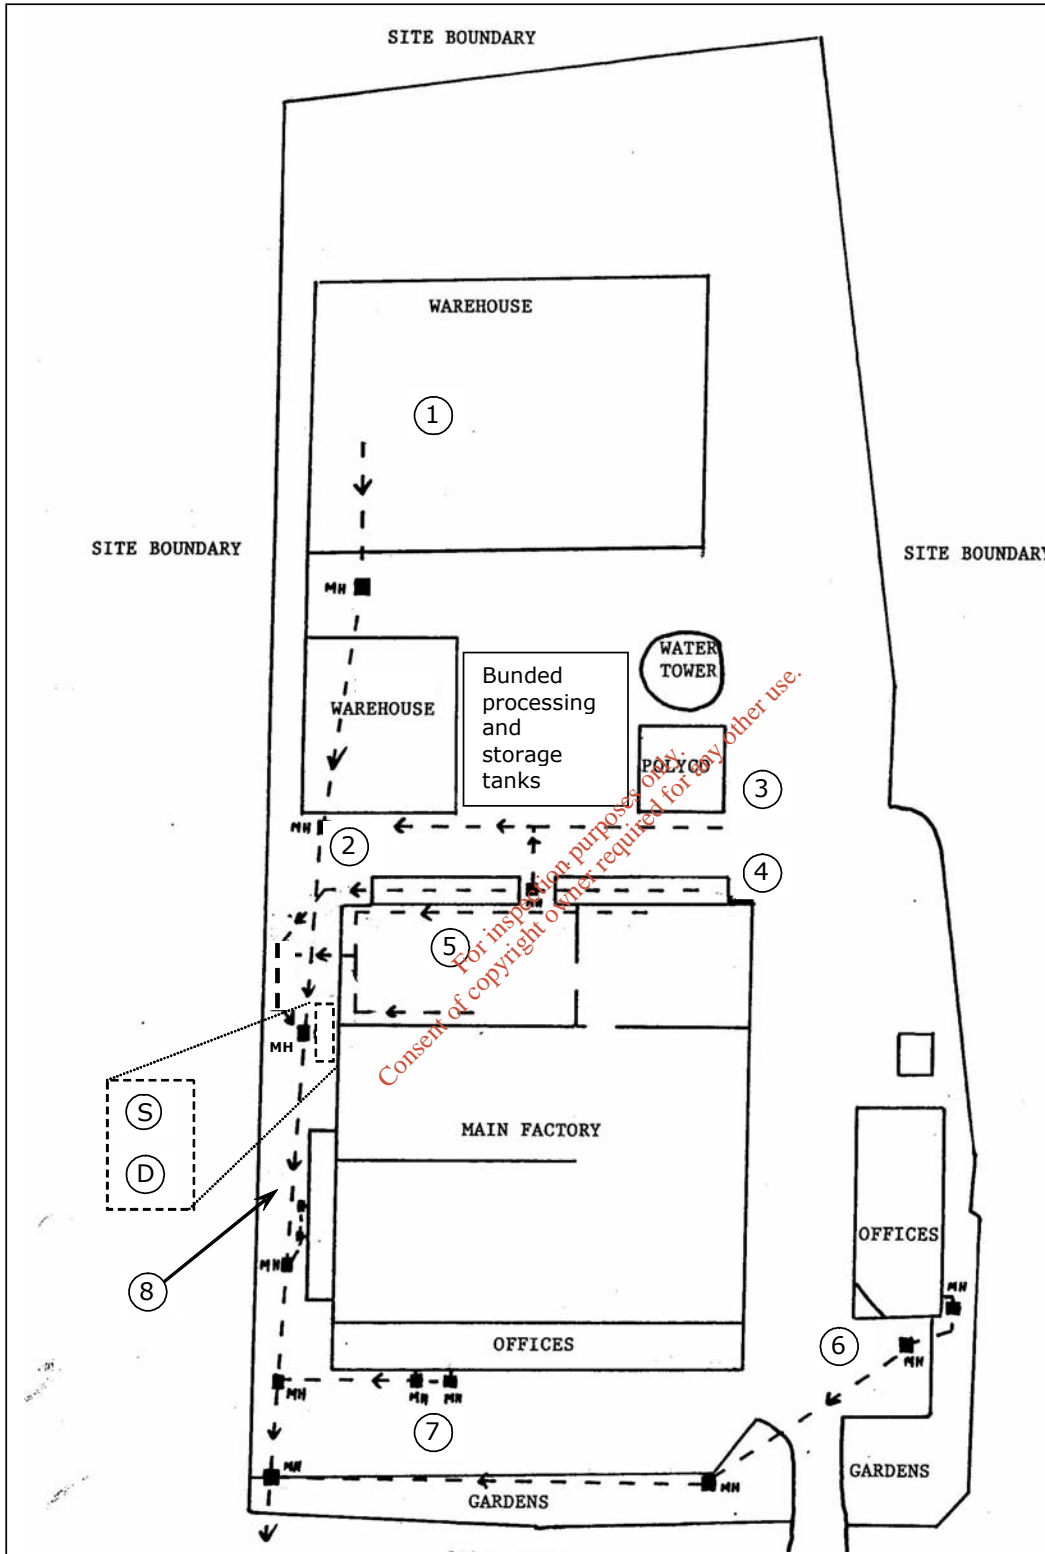 SITE BOUNDARY
WAREHOUSE
1
SITE BOUNDARY
SITE BOUNDARY
MH
WATER
TOWER
Bunded
processing
and
storage
tanks
WAREHOUSE
POLYCO
3
MH
2
4
5
For inspection purposes only.
Consent of copyright owner required for any other use.
MH
S
D
MAIN FACTORY
OFFICES
MH
8
MH
OFFICES
6
MH
MH
MH
MH
7
MH
MH
GARDENS
GARDENS